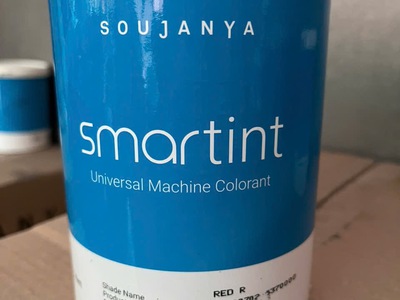 SOUJANYA
smartint
Universal Machine Colorant
Shade Name
RED R